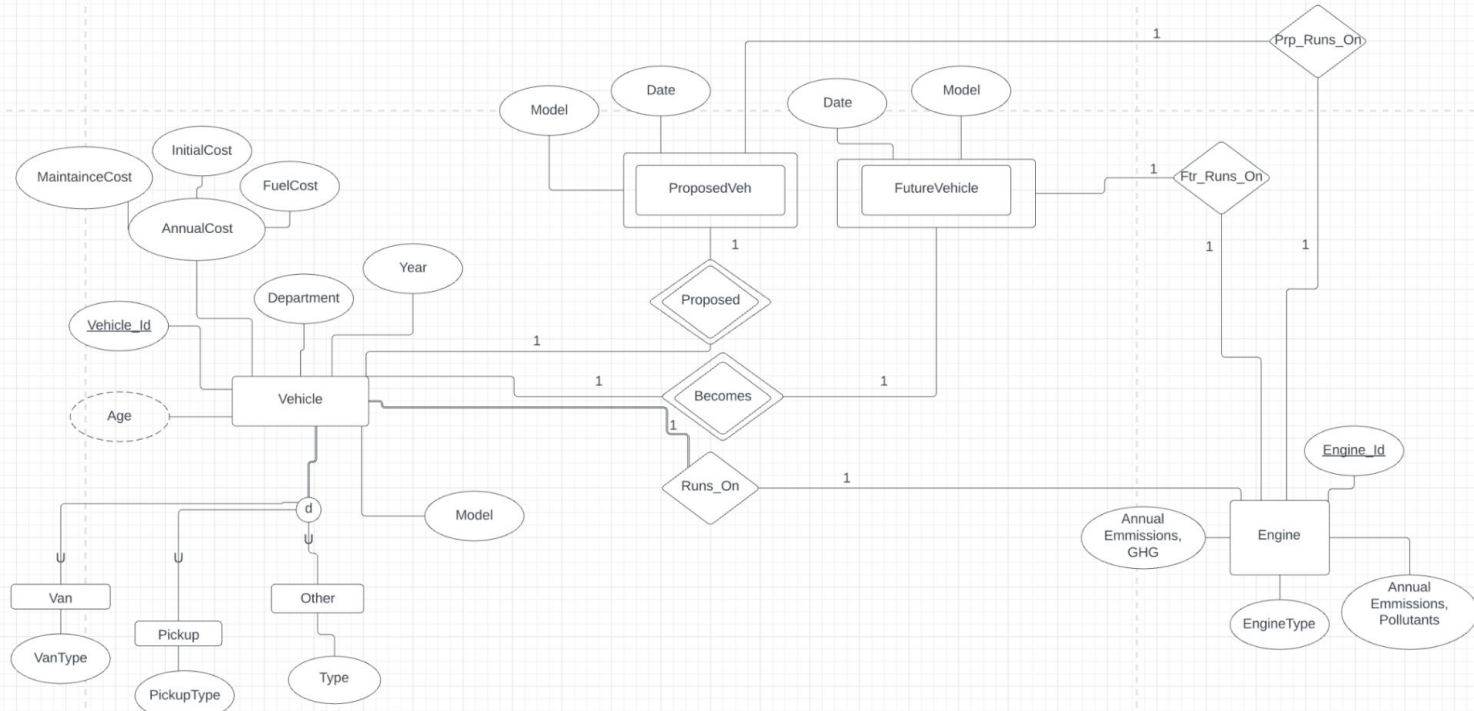 1
Prp_Runs_On
Date
Model
Date
Model
InitialCost
MaintainceCost
FuelCost
ProposedVeh
FutureVehicle
1
Ftr_Runs_On
AnnualCost
1
1
1
Year
Department
Proposed
Vehicle_Id
1
1
1
Becomes
Vehicle
Age
1
Engine_Id
1
Runs_On
d
Model
Annual
Emmissions,
GHG
Engine
U
U
U
Van
Other
Annual
Emmissions,
Pollutants
Pickup
EngineType
VanType
Type
PickupType